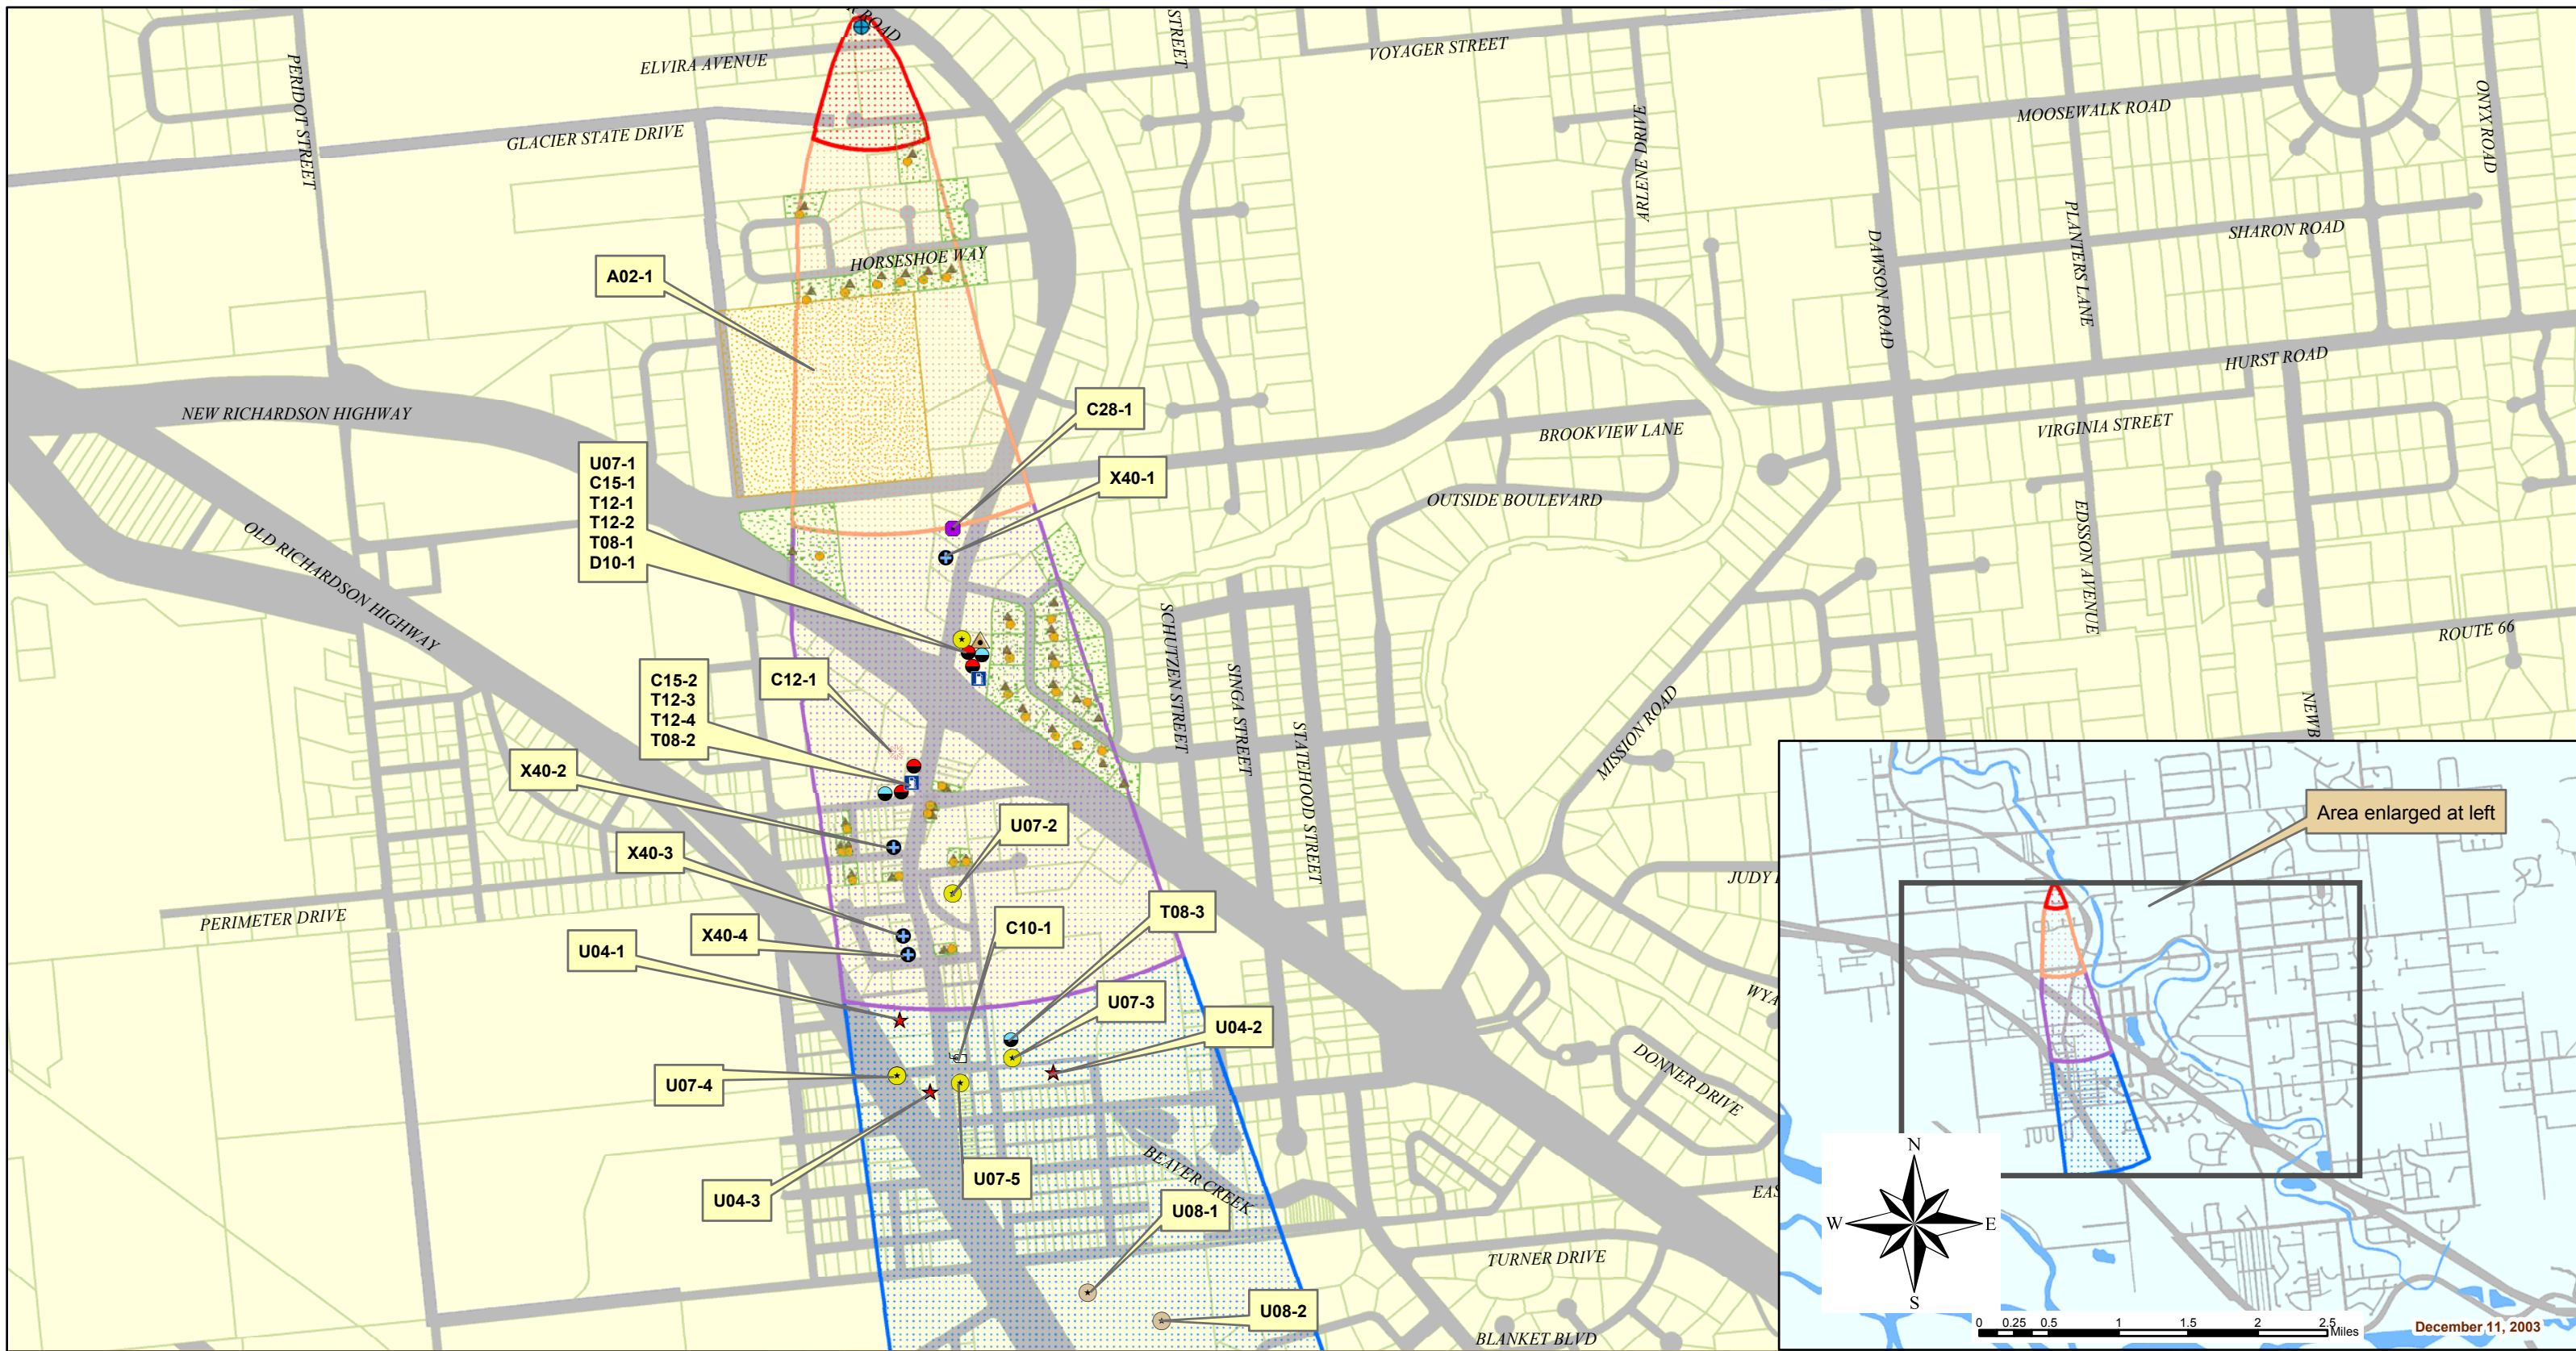 ROAD
ELVIRA AVENUE
PERIDOT STREET
GLACIER STATE DRIVE
STREET
VOYAGER STREET
AIRLINE DRIVE
MOOSEWALK ROAD
ONYX ROAD
PLANTERS LANE
SHARON ROAD
DAWSON ROAD
HORSESHOE WAY
A02-1
HURST ROAD
NEW RICHARDSON HIGHWAY
C28-1
BROOKVIEW LANE
VIRGINIA STREET
X40-1
OUTSIDE BOULEVARD
U07-1
C15-1
T12-1
T12-2
T08-1
D10-1
OLD RICHARDSON HIGHWAY
EDSSON AVENUE
ROUTE 66
SCHUTZEN STREET
SINGA STREET
STATEHOOD STREET
MISSION ROAD
NEWB
C12-1
C15-2
T12-3
T12-4
T08-2
X40-2
U07-2
X40-3
JUDY
PERIMETER DRIVE
X40-4
C10-1
T08-3
U04-1
U07-3
U04-2
WYA
U07-4
DONNER DRIVE
U07-5
U04-3
BEAVER CREEK
EAS
U08-1
TURNER DRIVE
U08-2
BLANKET BLVD
Area enlarged at left
N
W
E
S
0 0.25 0.5 1 1.5 2 2.5
Miles
December 11, 2003